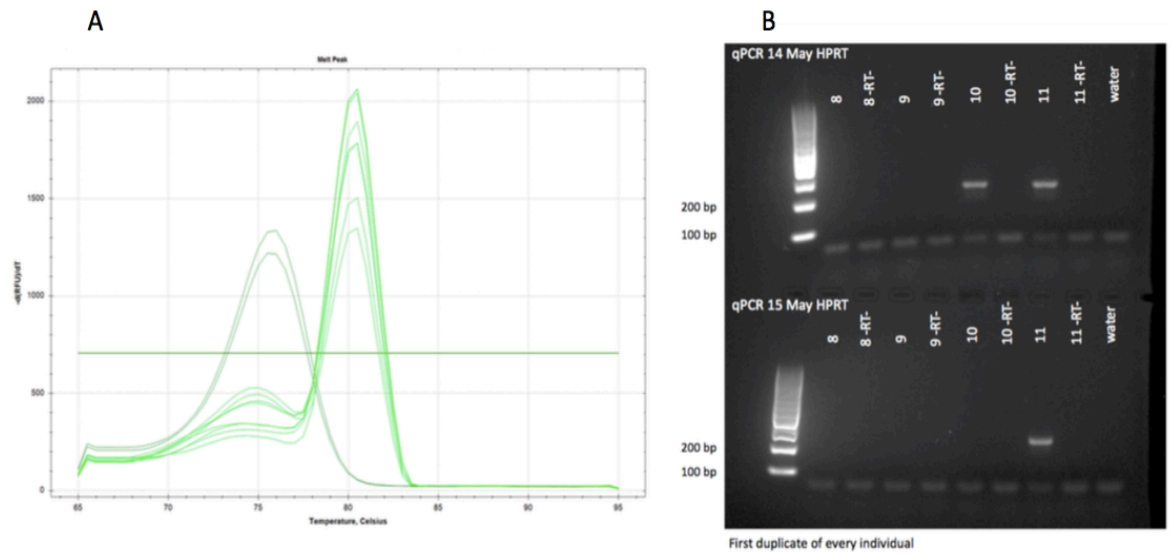 A
B
Melt Peak
2000
1500
1000
500
0
-d(RFU)/dT
65
70
75
80
85
90
95
Temperature, Celsius
qPCR 14 May HPRT
8
8 -RT-
9
9 -RT-
10
10 -RT-
11
11 -RT-
water
200 bp
100 bp
qPCR 15 May HPRT
8
8 -RT-
9
9 -RT-
10
10 -RT-
11
11 -RT-
water
200 bp
100 bp
First duplicate of every individual